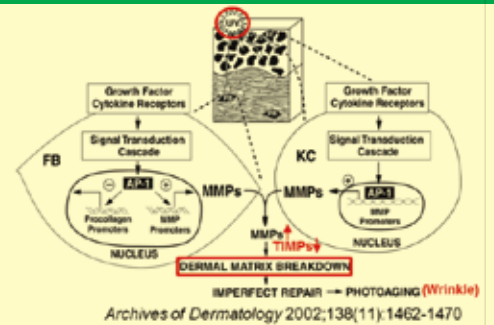 UV
Growth Factor
Cytokine Receptors
Growth Factor
Cytokine Receptors
Signal Transduction
Cascade
Signal Transduction
Cascade
FB
KC
AP-1
MMPs
MMPs
AP-1
Procollagen
Promoters
MMP
Promoters
MMP
Promoters
NUCLEUS
NUCLEUS
MMPs
TIMPs
DERMAL MATRIX BREAKDOWN
IMPERFECT REPAIR → PHOTOAGING (Wrinkle)
Archives of Dermatology 2002;138(11):1462-1470